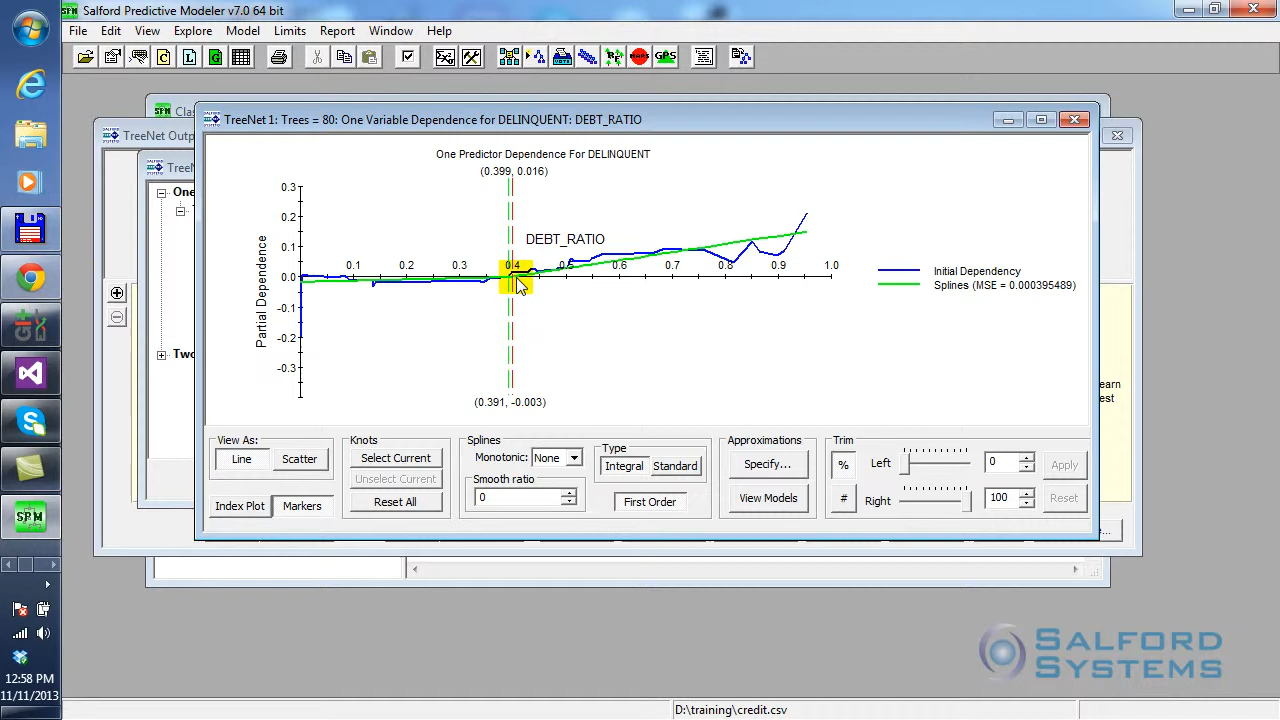 Salford Predictive Modeler v7.0 64 bit
File Edit View Explore Model Limits Report Window Help
Clas
TreeNet Outp
TreeN
TreeNet 1: Trees = 80: One Variable Dependence for DELINQUENT: DEBT_RATIO
One
Two
One Predictor Dependence For DELINQUENT
(0.399, 0.016)
0.3
0.2
0.1
0.0
-0.1
-0.2
-0.3
Partial Dependence
DEBT_RATIO
0.1 0.2 0.3 0.4 0.5 0.6 0.7 0.8 0.9 1.0
(0.391, -0.003)
Initial Dependency
Splines (MSE = 0.000395489)
earn
est
View As:
Line Scatter
Index Plot Markers
Knots
Select Current
Unselect Current
Reset All
Splines
Monotonic: None
Smooth ratio
0
Type
Integral Standard
First Order
Approximations
Specify...
View Models
Trim
% Left 0 Apply
# Right 100 Reset
e...
SPM
12:58 PM
11/11/2013
D:\training\credit.csv
SALFORD
SYSTEMS